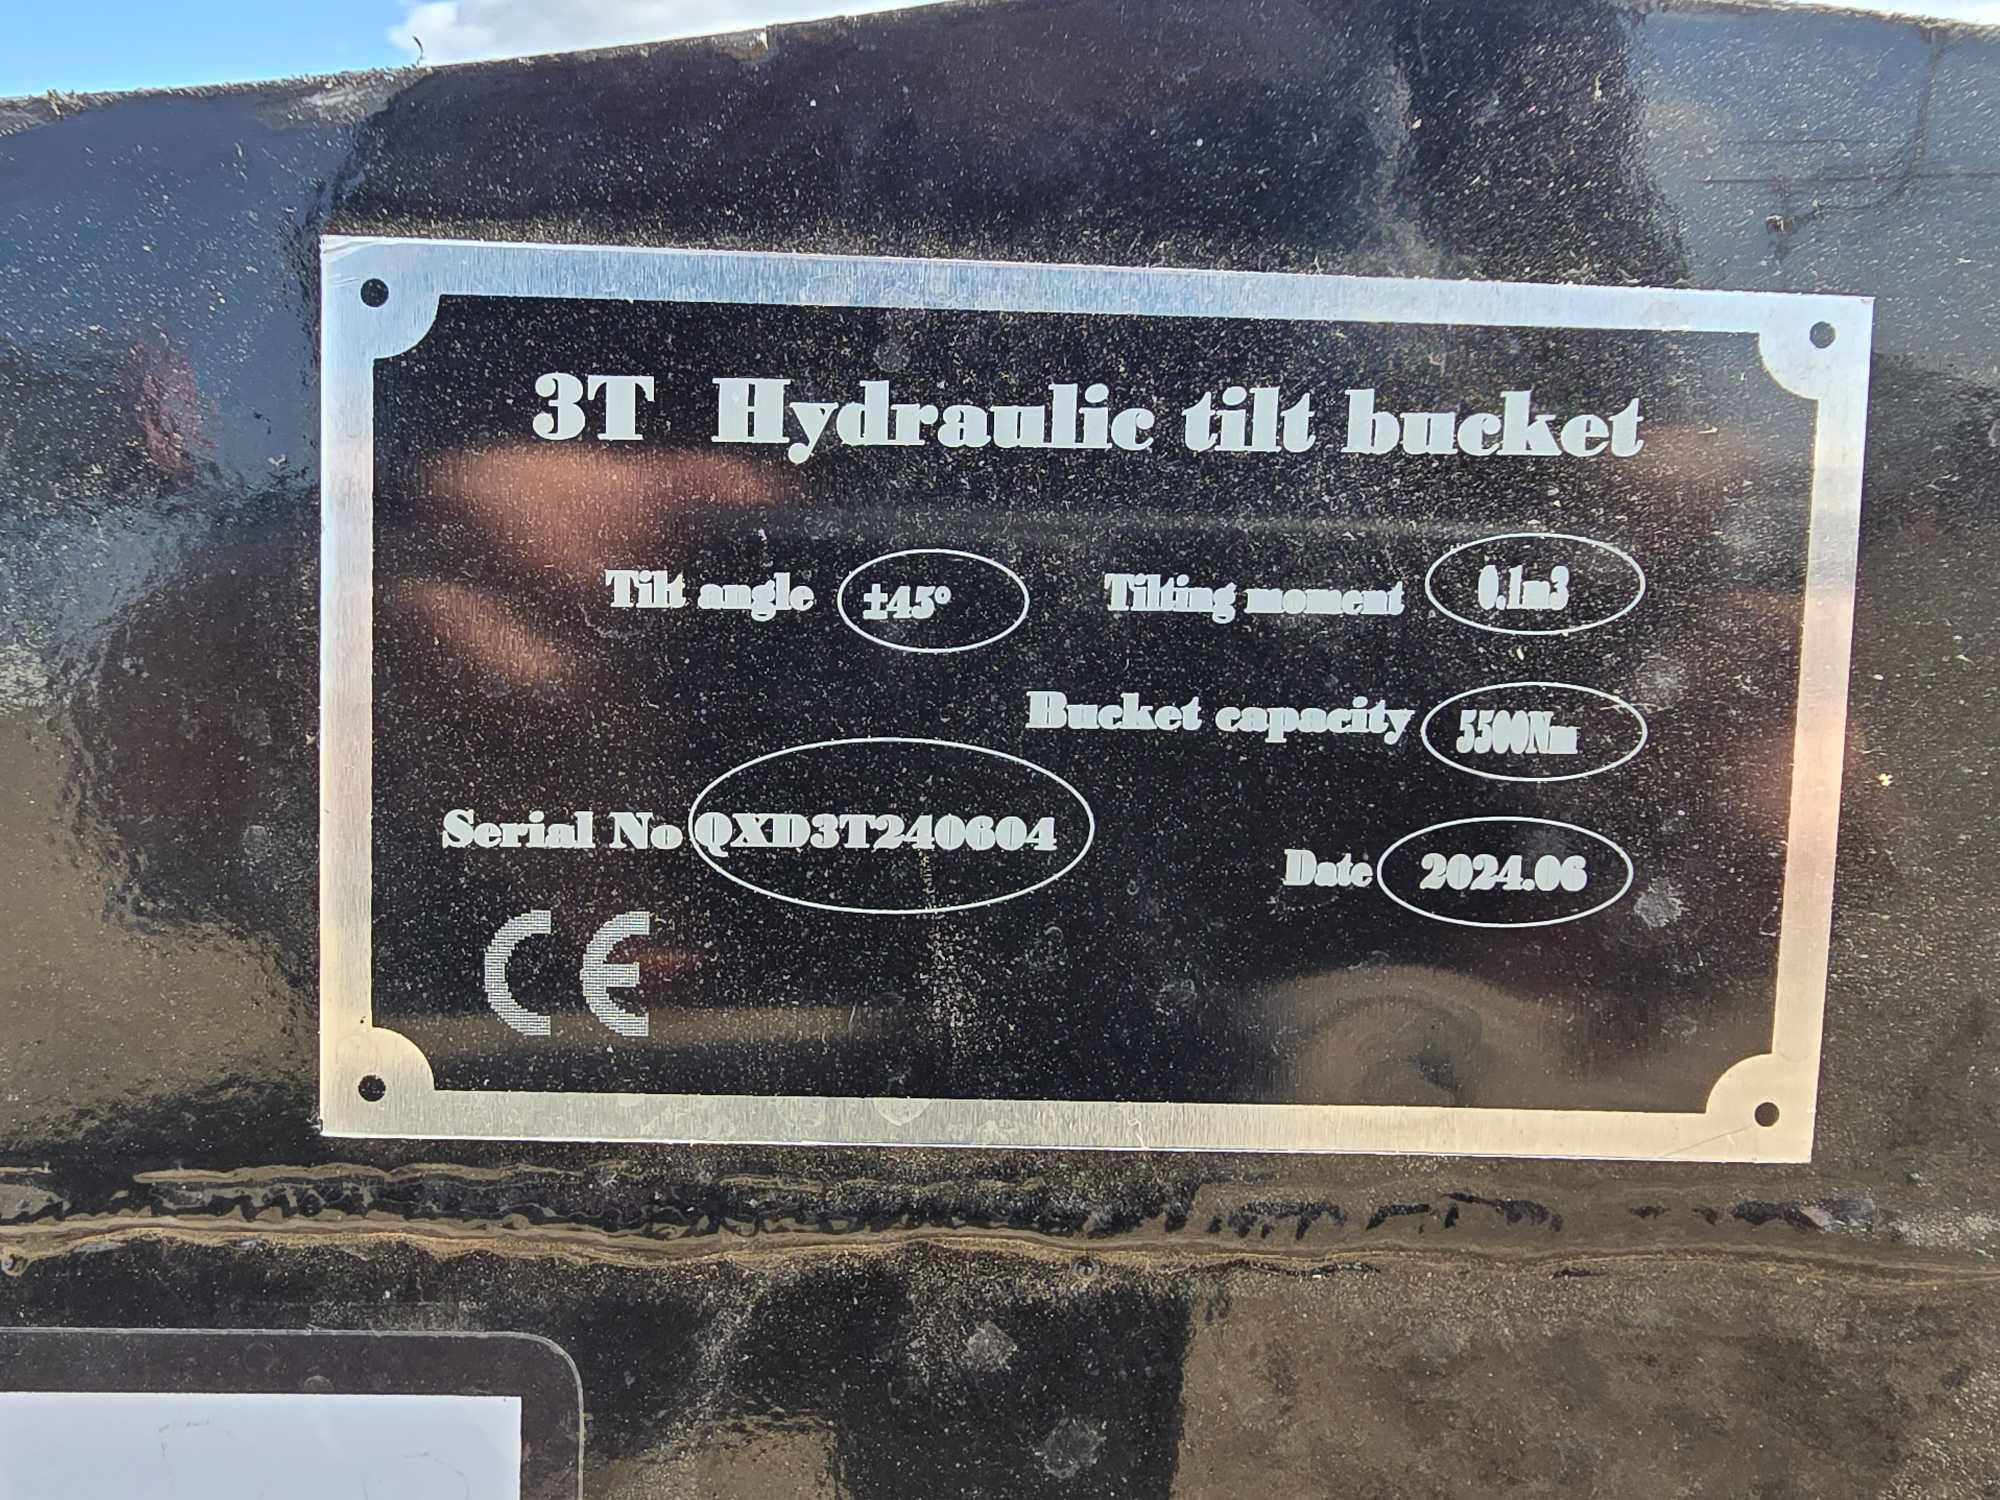 3T Hydraulic tilt bucket
Tilt angle ±45° Tilting moment 0.1m3
Bucket capacity 5500Nm
Serial No QXD3T240604
Date 2024.06
CE